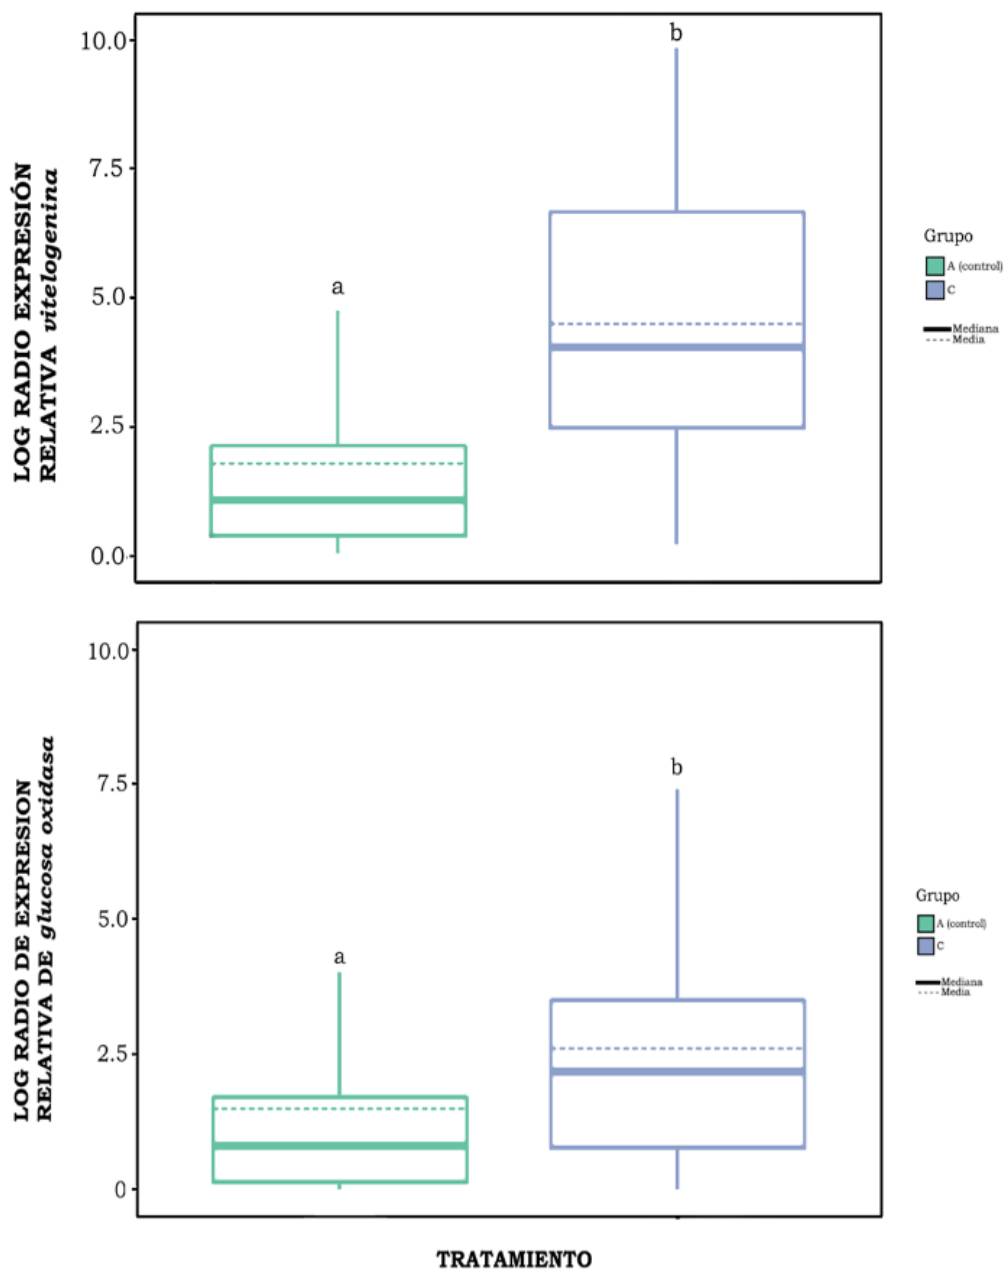 LOG RADIO EXPRESIÓN
RELATIVA vitelogenina
10.0
7.5
5.0
2.5
0.0
a
b
Grupo
A (control)
C
Mediana
Media
LOG RADIO DE EXPRESION
RELATIVA DE glucosa oxidasa
10.0
7.5
5.0
2.5
0
a
b
Grupo
A (control)
C
Mediana
Media
TRATAMIENTO